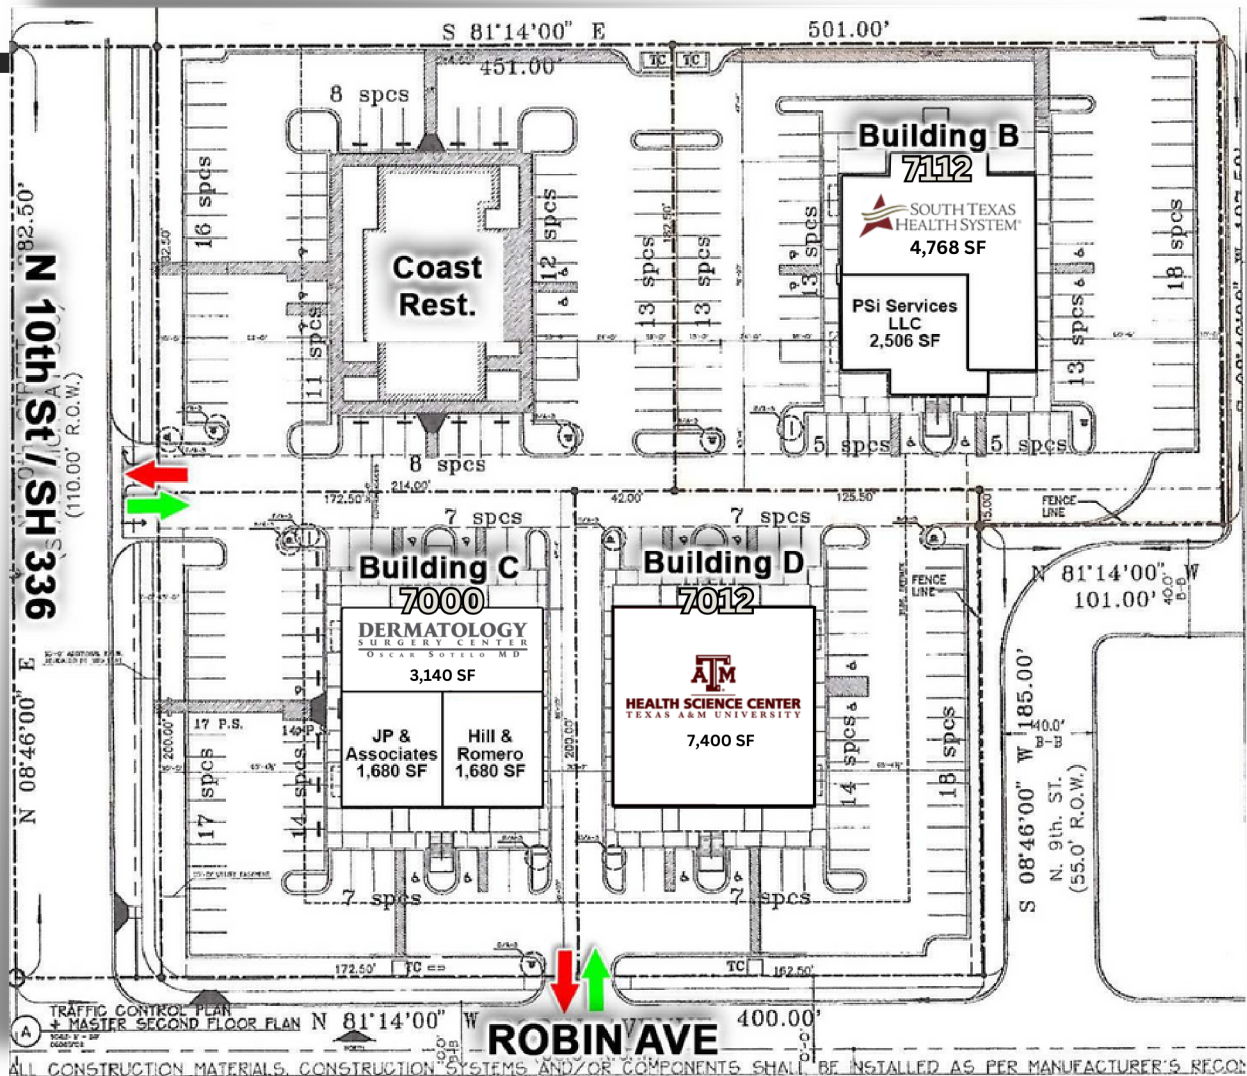 S 81°14'00" E 501.00'
451.00'
TC TC
8 spcs
Building B
7112
SOUTH TEXAS
HEALTH SYSTEM
4,768 SF
PSi Services
LLC
2,506 SF
16 spcs
Coast
Rest.
12 spcs
11 spcs
13 spcs
13 spcs
182.50'
13 spcs
13 spcs
18 spcs
5 spcs
5 spcs
8 spcs
N 10th St / SH 336
(110.00' R.O.W.)
172.50'
214.00'
42.00'
125.50'
FENCE
LINE
7 spcs
7 spcs
Building C
7000
DERMATOLOGY
SURGERY CENTER
OSCAR SOTELO MD
3,140 SF
JP &
Associates
1,680 SF
Hill &
Romero
1,680 SF
Building D
7012
ATM
HEALTH SCIENCE CENTER
TEXAS A&M UNIVERSITY
7,400 SF
FENCE
LINE
N 81°14'00" W
101.00'
40.0'
B-B
N 08°46'00" E
17 P.S.
200.00'
17 spcs
14 spcs
200.00'
14 spcs
18 spcs
S 08°46'00" W 185.00'
40.0'
B-B
N. 9th. ST.
(55.0' R.O.W.)
7 spcs
7 spcs
172.50'
TC
TC
162.50'
A
TRAFFIC CONTROL PLAN
+ MASTER SECOND FLOOR PLAN
N 81°14'00" W
400.00'
ROBIN AVE
ALL CONSTRUCTION MATERIALS, CONSTRUCTION SYSTEMS AND/OR COMPONENTS SHALL BE INSTALLED AS PER MANUFACTURER'S RECOM